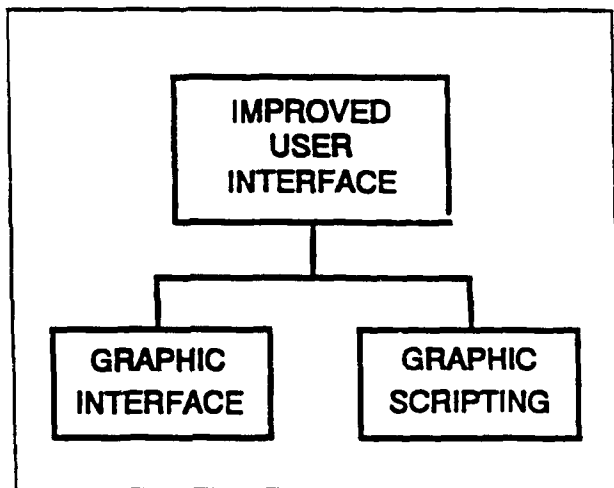 IMPROVED
USER
INTERFACE
GRAPHIC
INTERFACE
GRAPHIC
SCRIPTING